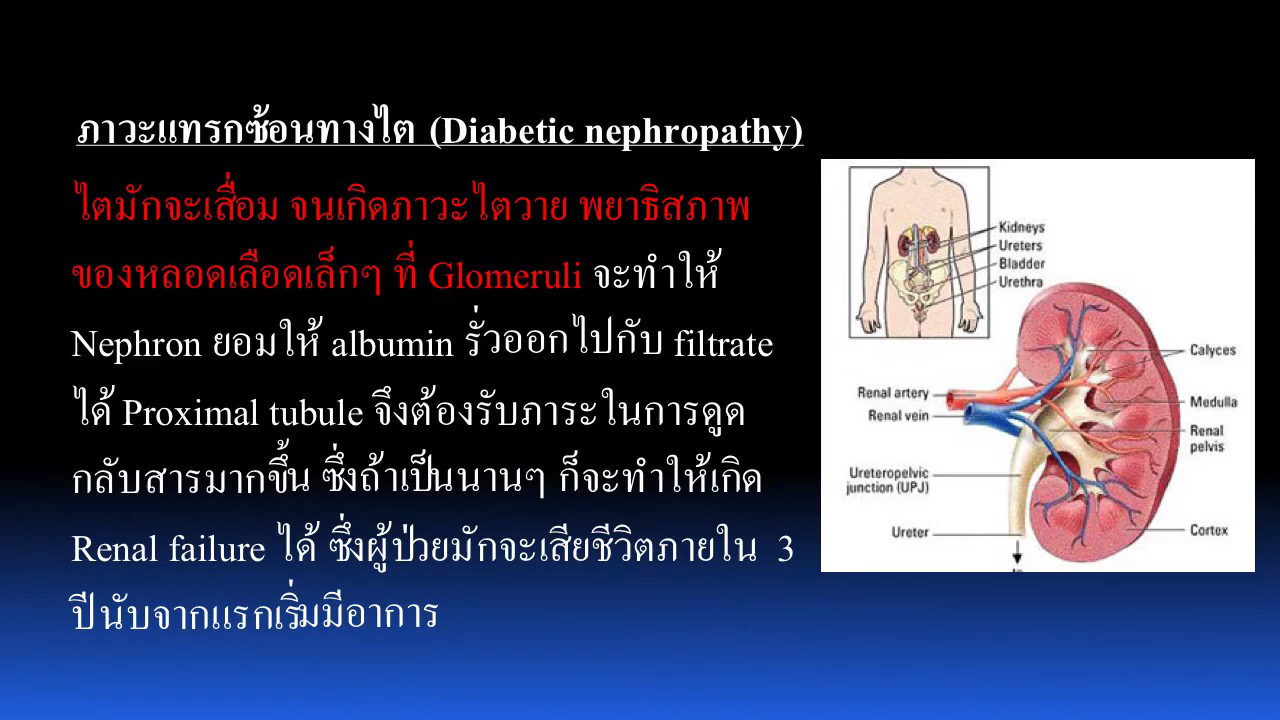 ภาวะแทรกซ้อนทางไต (Diabetic nephropathy)
ไตมักจะเสื่อม จนเกิดภาวะไตวาย พยาธิสภาพ
ของหลอดเลือดเล็กๆ ที่ Glomeruli จะทำให้
Nephron ยอมให้ albumin รั่วออกไปกับ filtrate
ได้ Proximal tubule จึงต้องรับภาระในการดูด
กลับสารมากขึ้น ซึ่งถ้าเป็นนานๆ ก็จะทำให้เกิด
Renal failure ได้ ซึ่งผู้ป่วยมักจะเสียชีวิตภายใน 3
ปีนับจากแรกเริ่มมีอาการ
Kidneys
Ureters
Bladder
Urethra
Calyces
Renal artery
Medulla
Renal vein
Renal
pelvis
Ureteropelvic
junction (UPJ)
Ureter
Cortex